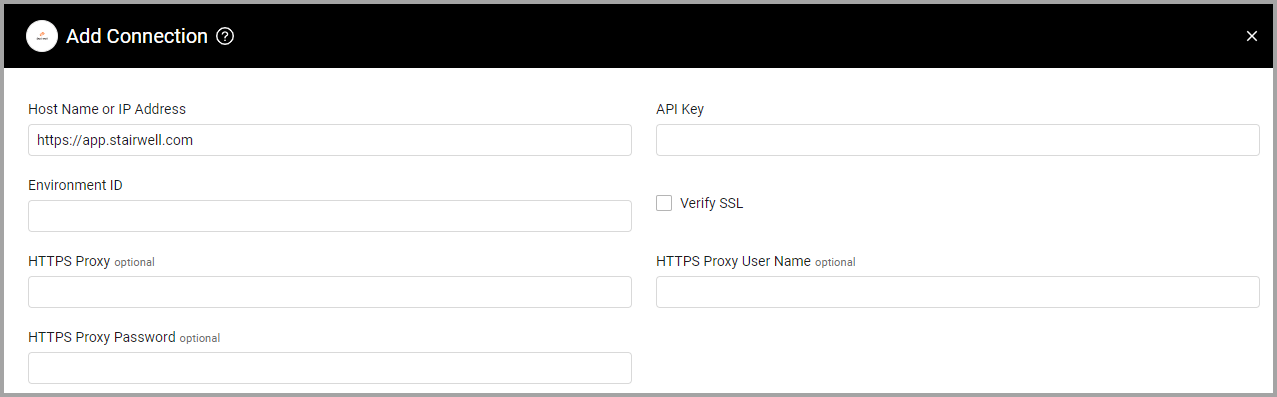 Add Connection ?
Host Name or IP Address
https://app.stairwell.com
API Key
Environment ID
Verify SSL
HTTPS Proxy optional
HTTPS Proxy User Name optional
HTTPS Proxy Password optional